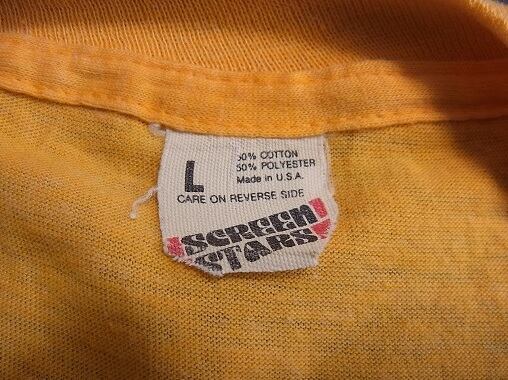 L
50% COTTON
50% POLYESTER
Made in U.S.A.
CARE ON REVERSE SIDE
SCREEN
STARS